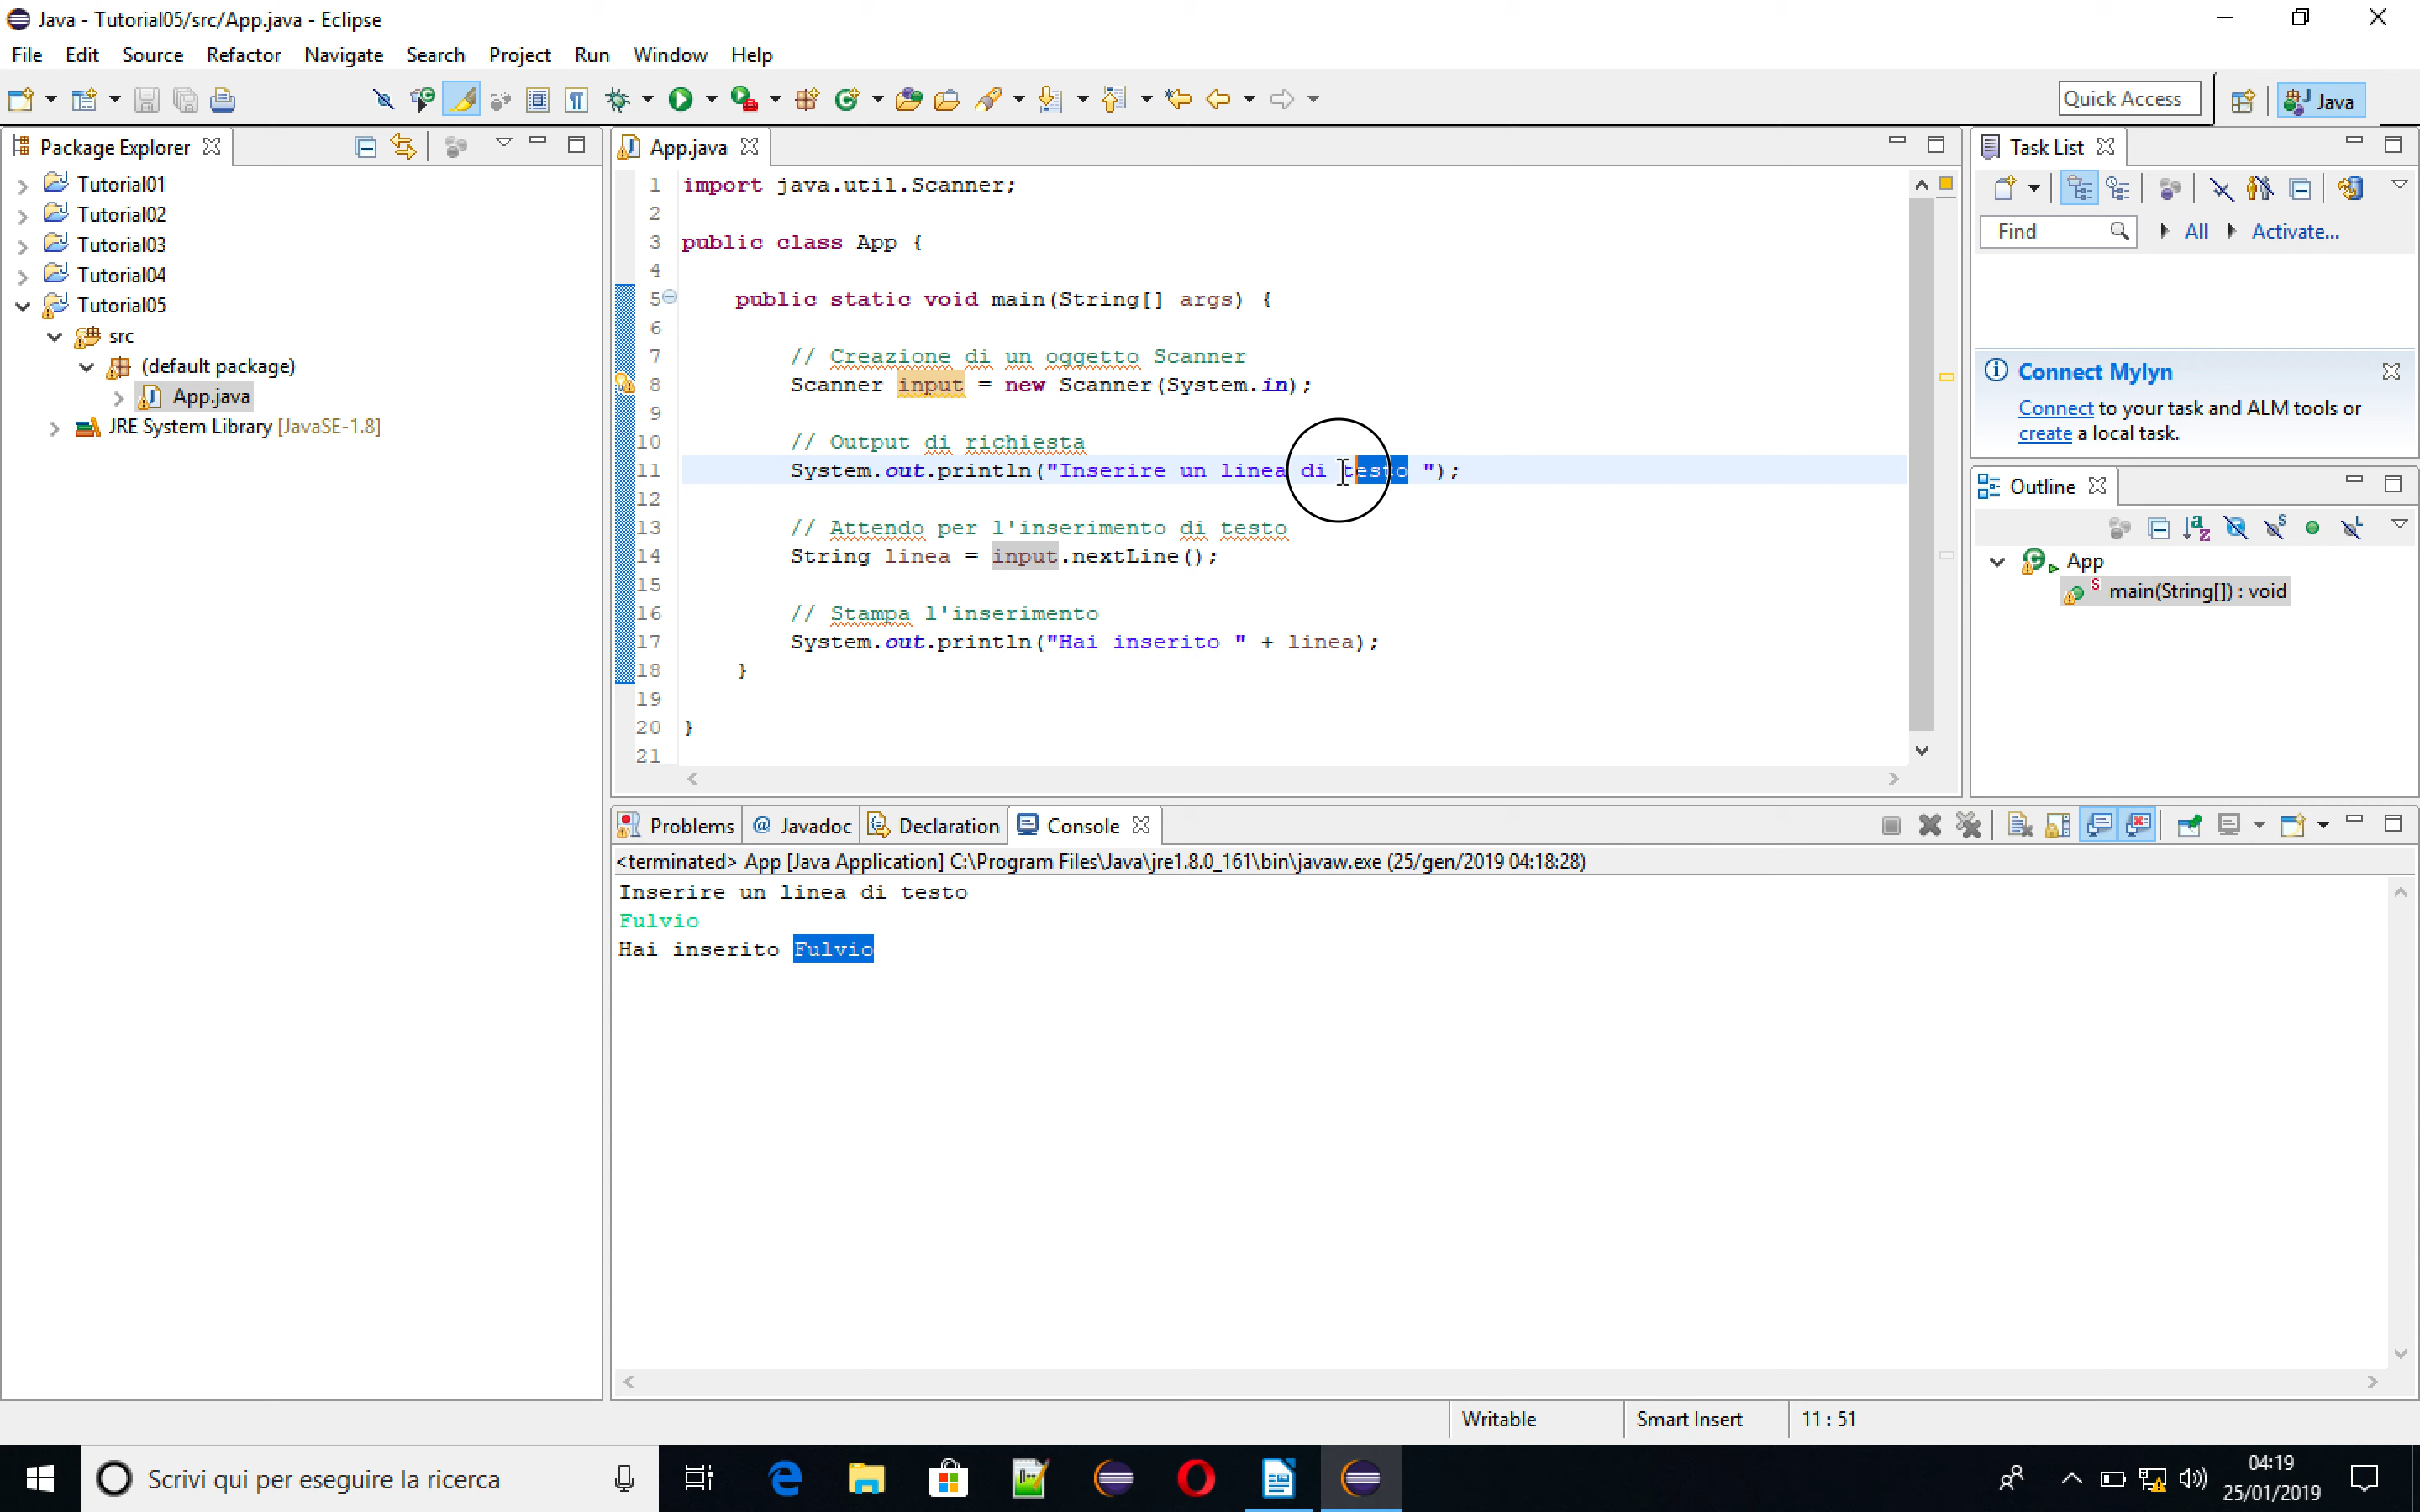 Java - Tutorial05/src/App.java - Eclipse
File Edit Source Refactor Navigate Search Project Run Window Help
Quick Access
Java
Package Explorer
Tutorial01
Tutorial02
Tutorial03
Tutorial04
Tutorial05
src
(default package)
App.java
JRE System Library [JavaSE-1.8]
App.java
1 import java.util.Scanner;
2
3 public class App {
4
5 public static void main(String[] args) {
6
7 // Creazione di un oggetto Scanner
8 Scanner input = new Scanner(System.in);
9
10 // Output di richiesta
11 System.out.println("Inserire un linea di testo ");
12
13 // Attendo per l'inserimento di testo
14 String linea = input.nextLine();
15
16 // Stampa l'inserimento
17 System.out.println("Hai inserito " + linea);
18 }
19
20 }
21
Task List
Find All Activate...
Connect Mylyn
Connect to your task and ALM tools or
create a local task.
Outline
App
main(String[]) : void
Problems Javadoc Declaration Console
<terminated> App [Java Application] C:\Program Files\Java\jre1.8.0_161\bin\javaw.exe (25/gen/2019 04:18:28)
Inserire un linea di testo
Fulvio
Hai inserito Fulvio
Writable Smart Insert 11 : 51
Scrivi qui per eseguire la ricerca
04:19
25/01/2019